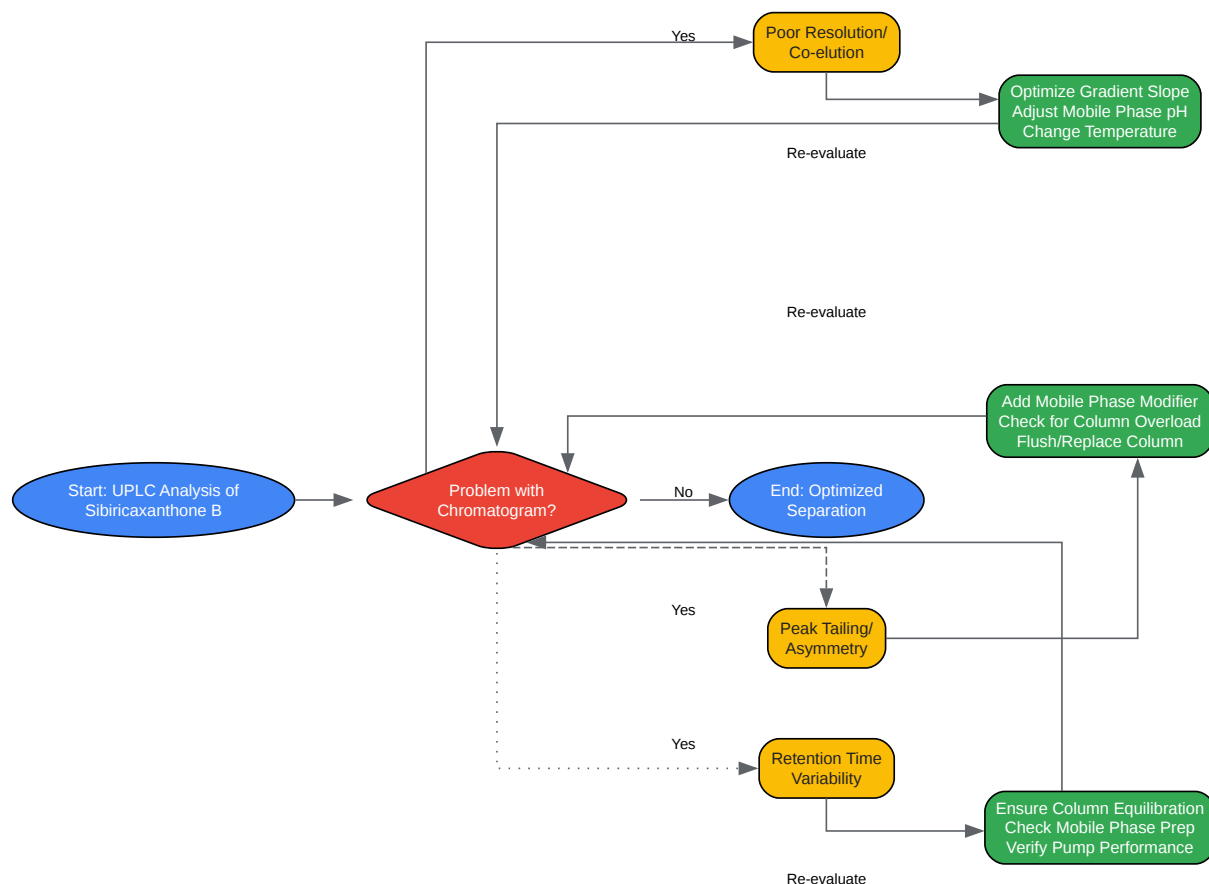 Yes
Poor Resolution/
Co-elution
Optimize Gradient Slope
Adjust Mobile Phase pH
Change Temperature
Re-evaluate
Re-evaluate
Add Mobile Phase Modifier
Check for Column Overload
Flush/Replace Column
Start: UPLC Analysis of
Sibiricaxanthone B
Problem with
Chromatogram?
No
End: Optimized
Separation
Yes
Peak Tailing/
Asymmetry
Yes
Retention Time
Variability
Ensure Column Equilibration
Check Mobile Phase Prep
Verify Pump Performance
Re-evaluate